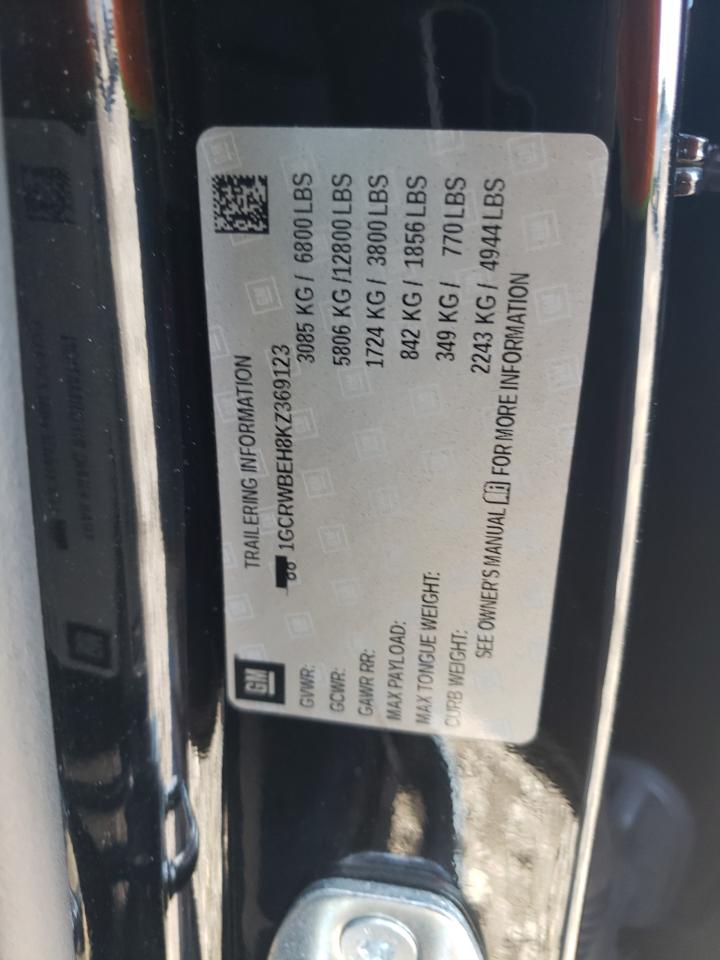 GM
TRAILERING INFORMATION
1GCRWBEH8KZ369123
GVWR: 3085 KG / 6800 LBS
GCWR: 5806 KG /12800 LBS
GAWR RR: 1724 KG / 3800 LBS
MAX PAYLOAD: 842 KG / 1856 LBS
MAX TONGUE WEIGHT: 349 KG / 770 LBS
CURB WEIGHT: 2243 KG / 4944 LBS
SEE OWNER'S MANUAL FOR MORE INFORMATION